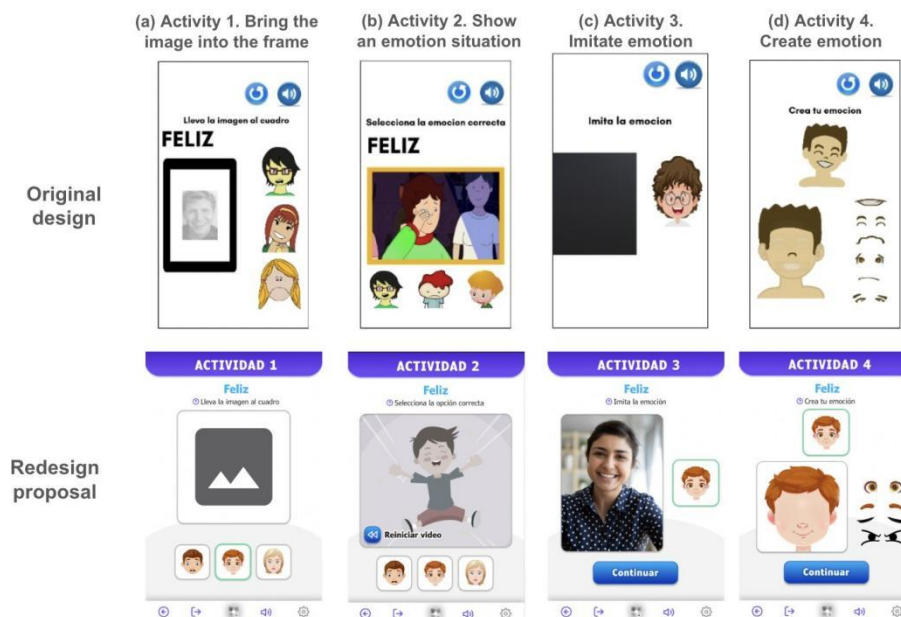 (a) Activity 1. Bring the
image into the frame
(b) Activity 2. Show
an emotion situation
(c) Activity 3.
Imitate emotion
(d) Activity 4.
Create emotion
Original
design
Lleva la imagen al cuadro
FELIZ
Selecciona la emocion correcta
FELIZ
Imita la emocion
Crea tu emocion
Redesign
proposal
ACTIVIDAD 1
Feliz
Lleva la imagen al cuadro
ACTIVIDAD 2
Feliz
Selecciona la opción correcta
Reiniciar video
ACTIVIDAD 3
Feliz
Imita la emoción
Continuar
ACTIVIDAD 4
Feliz
Crea tu emoción
Continuar